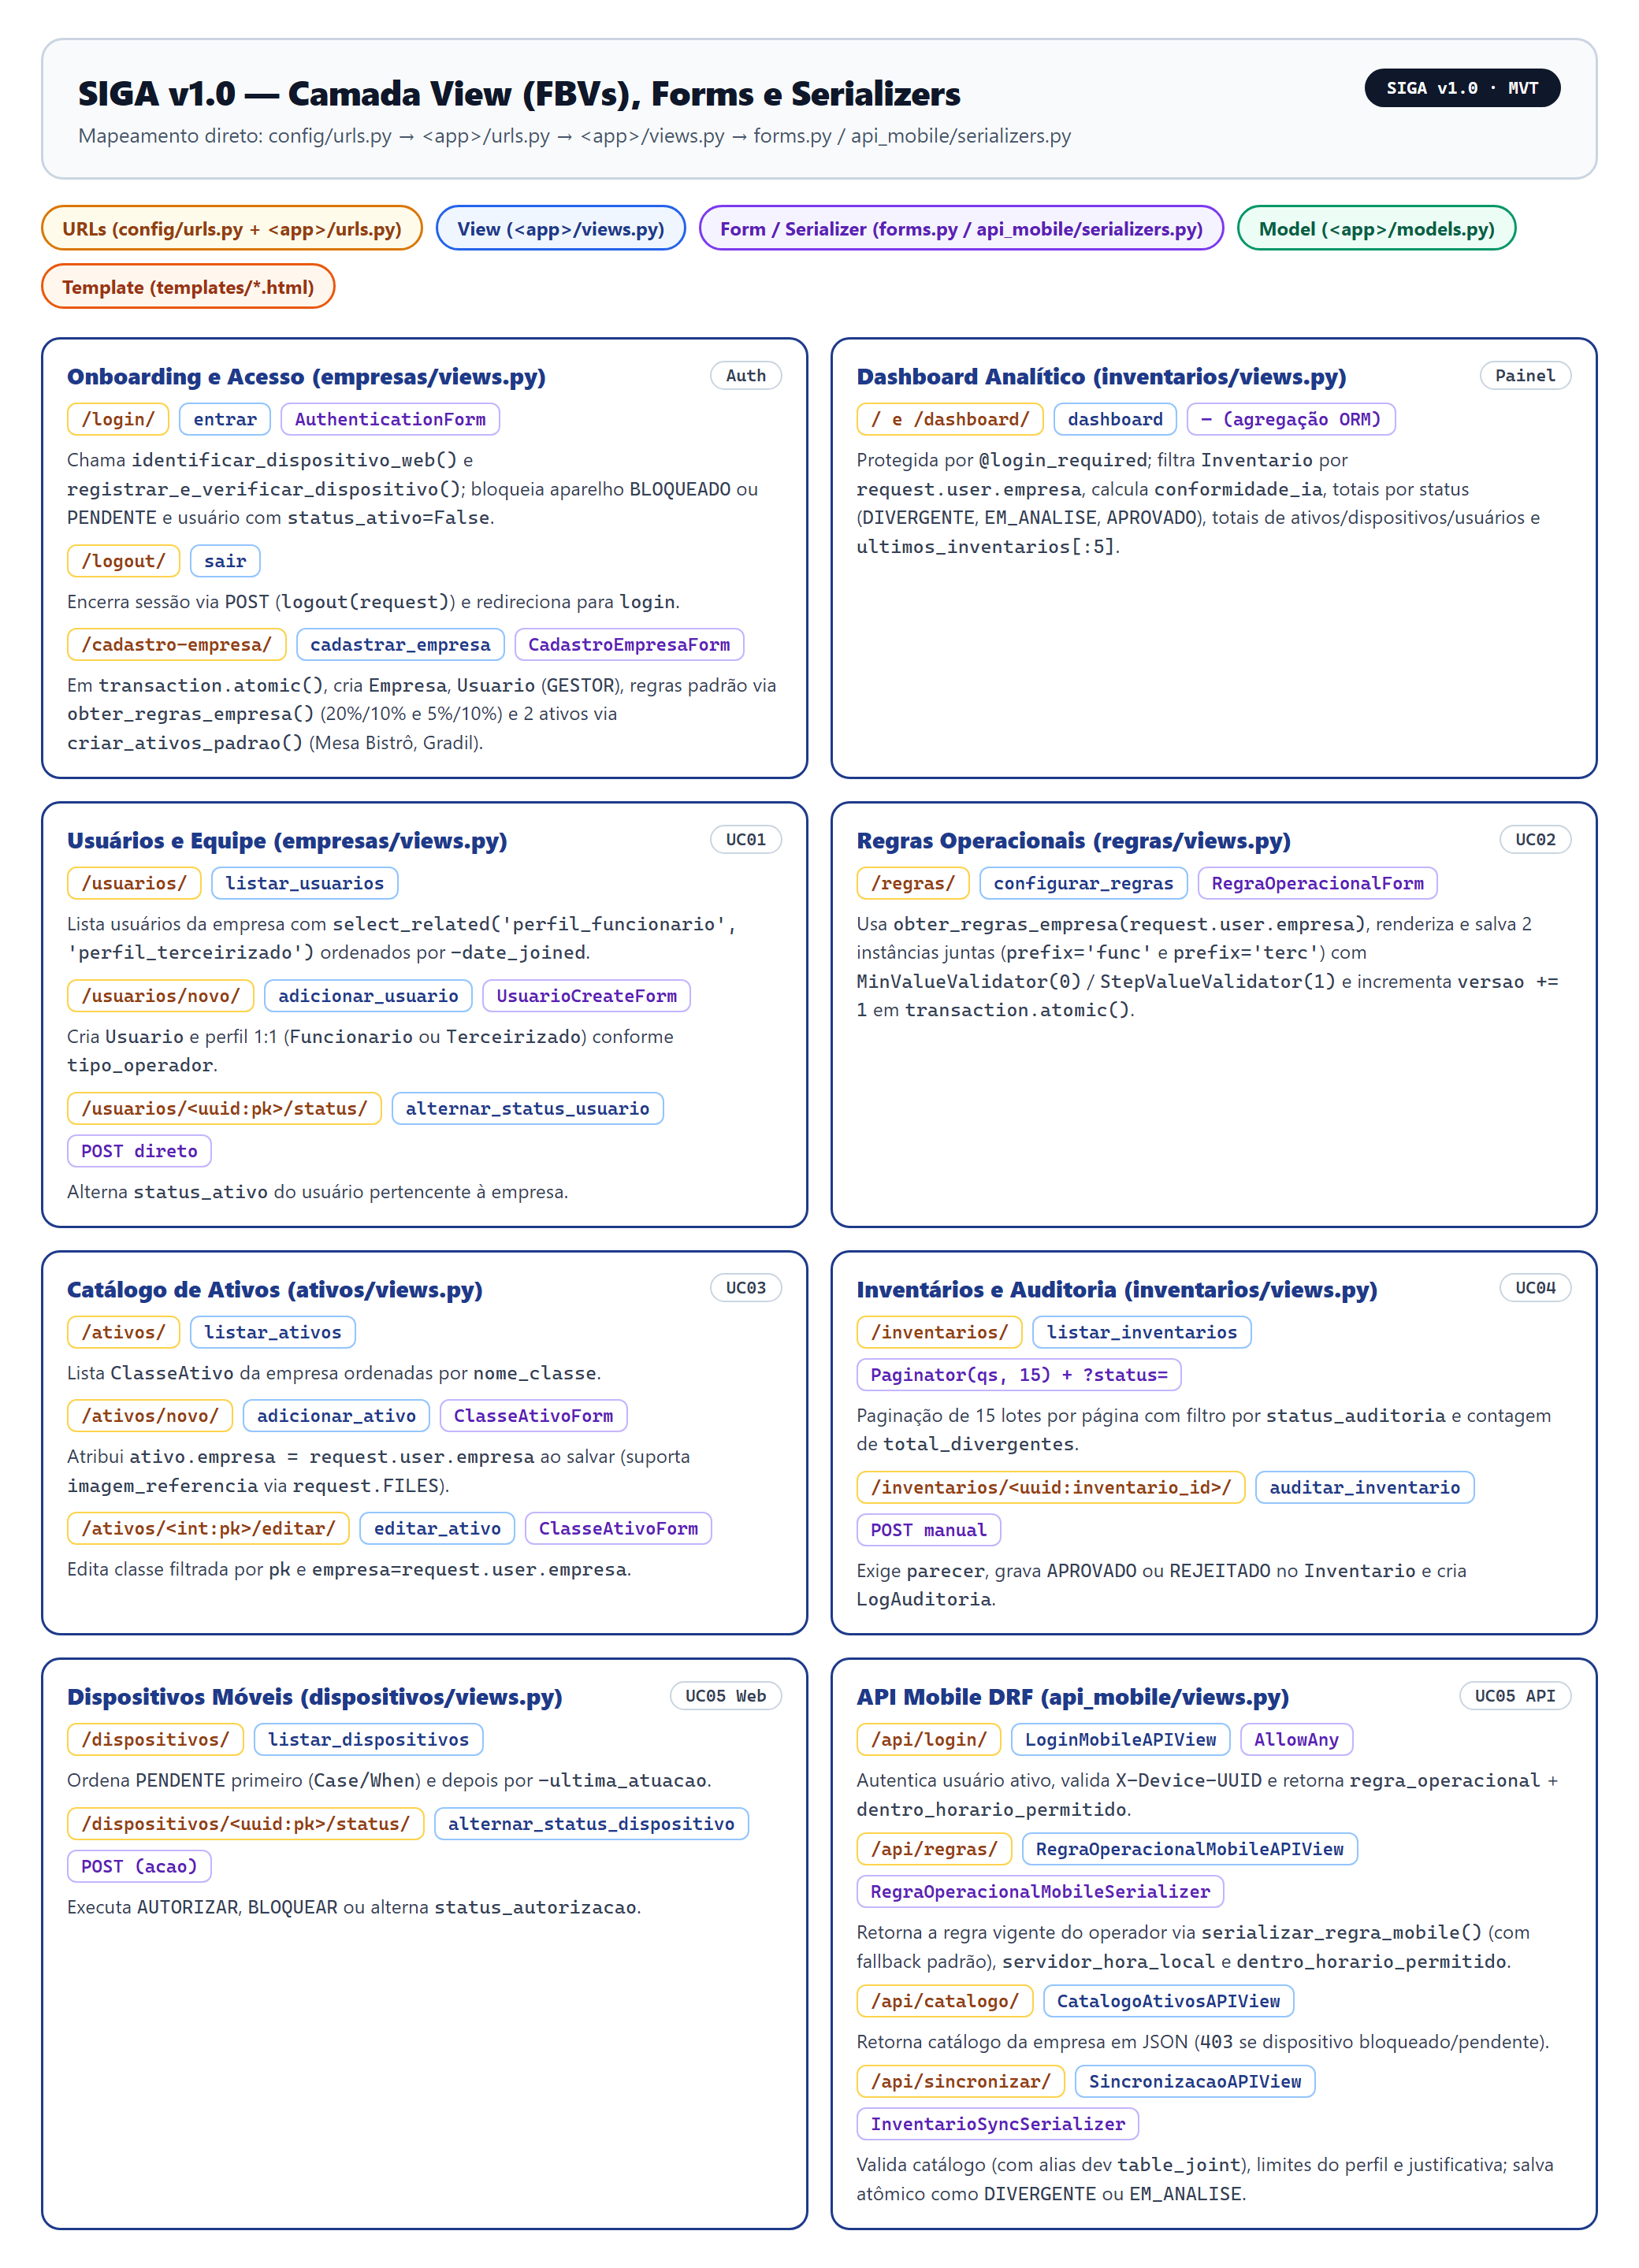 SIGA v1.0 — Camada View (FBVs), Forms e Serializers
SIGA v1.0 · MVT
Mapeamento direto: config/urls.py → <app>/urls.py → <app>/views.py → forms.py / api_mobile/serializers.py
URLs (config/urls.py + <app>/urls.py)
View (<app>/views.py)
Form / Serializer (forms.py / api_mobile/serializers.py)
Model (<app>/models.py)
Template (templates/*.html)
Onboarding e Acesso (empresas/views.py)
Auth
/login/ entrar AuthenticationForm
Chama identificar_dispositivo_web() e
registrar_e_verificar_dispositivo(); bloqueia aparelho BLOQUEADO ou
PENDENTE e usuário com status_ativo=False.
/logout/ sair
Encerra sessão via POST (logout(request)) e redireciona para login.
/cadastro-empresa/ cadastrar_empresa CadastroEmpresaForm
Em transaction.atomic(), cria Empresa, Usuario (GESTOR), regras padrão via
obter_regras_empresa() (20%/10% e 5%/10%) e 2 ativos via
criar_ativos_padrao() (Mesa Bistrô, Gradil).
Dashboard Analítico (inventarios/views.py)
Painel
/ e /dashboard/ dashboard — (agregação ORM)
Protegida por @login_required; filtra Inventario por
request.user.empresa, calcula conformidade_ia, totais por status
(DIVERGENTE, EM_ANALISE, APROVADO), totais de ativos/dispositivos/usuários e
ultimos_inventarios[:5].
Usuários e Equipe (empresas/views.py)
UC01
/usuarios/ listar_usuarios
Lista usuários da empresa com select_related('perfil_funcionario',
'perfil_terceirizado') ordenados por -date_joined.
/usuarios/novo/ adicionar_usuario UsuarioCreateForm
Cria Usuario e perfil 1:1 (Funcionario ou Terceirizado) conforme
tipo_operador.
/usuarios/<uuid:pk>/status/ alternar_status_usuario
POST direto
Alterna status_ativo do usuário pertencente à empresa.
Regras Operacionais (regras/views.py)
UC02
/regras/ configurar_regras RegraOperacionalForm
Usa obter_regras_empresa(request.user.empresa), renderiza e salva 2
instâncias juntas (prefix='func' e prefix='terc') com
MinValueValidator(0) / StepValueValidator(1) e incrementa versao +=
1 em transaction.atomic().
Catálogo de Ativos (ativos/views.py)
UC03
/ativos/ listar_ativos
Lista ClasseAtivo da empresa ordenadas por nome_classe.
/ativos/novo/ adicionar_ativo ClasseAtivoForm
Atribui ativo.empresa = request.user.empresa ao salvar (suporta
imagem_referencia via request.FILES).
/ativos/<int:pk>/editar/ editar_ativo ClasseAtivoForm
Edita classe filtrada por pk e empresa=request.user.empresa.
Inventários e Auditoria (inventarios/views.py)
UC04
/inventarios/ listar_inventarios
Paginator(qs, 15) + ?status=
Paginação de 15 lotes por página com filtro por status_auditoria e contagem
de total_divergentes.
/inventarios/<uuid:inventario_id>/ auditar_inventario
POST manual
Exige parecer, grava APROVADO ou REJEITADO no Inventario e cria
LogAuditoria.
Dispositivos Móveis (dispositivos/views.py)
UC05 Web
/dispositivos/ listar_dispositivos
Ordena PENDENTE primeiro (Case/When) e depois por -ultima_atuacao.
/dispositivos/<uuid:pk>/status/ alternar_status_dispositivo
POST (acao)
Executa AUTORIZAR, BLOQUEAR ou alterna status_autorizacao.
API Mobile DRF (api_mobile/views.py)
UC05 API
/api/login/ LoginMobileAPIView AllowAny
Autentica usuário ativo, valida X-Device-UUID e retorna regra_operacional +
dentro_horario_permitido.
/api/regras/ RegraOperacionalMobileAPIView
RegraOperacionalMobileSerializer
Retorna a regra vigente do operador via serializar_regra_mobile() (com
fallback padrão), servidor_hora_local e dentro_horario_permitido.
/api/catalogo/ CatalogoAtivosAPIView
Retorna catálogo da empresa em JSON (403 se dispositivo bloqueado/pendente).
/api/sincronizar/ SincronizacaoAPIView
InventarioSyncSerializer
Valida catálogo (com alias dev table_joint), limites do perfil e justificativa; salva
atômico como DIVERGENTE ou EM_ANALISE.